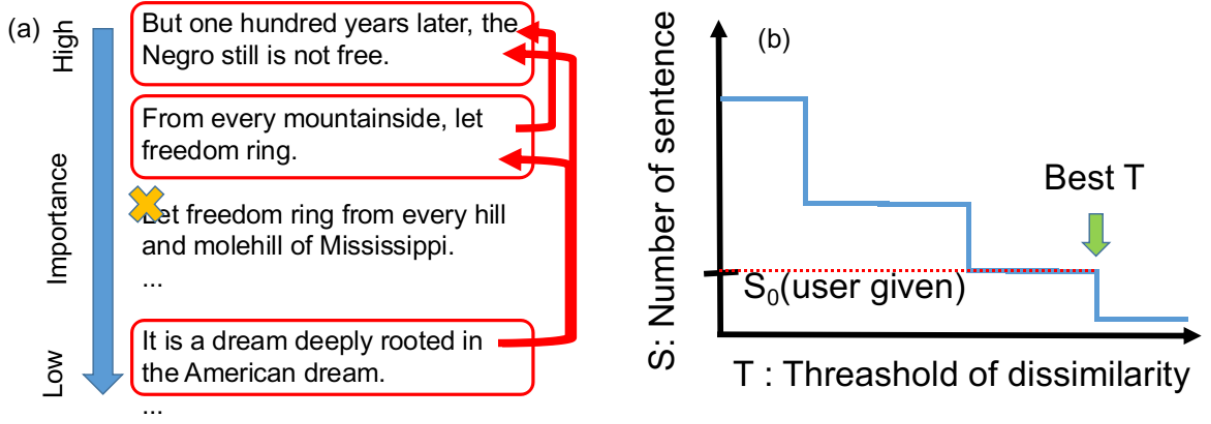 (a)
High
Importance
Low
But one hundred years later, the
Negro still is not free.
From every mountainside, let
freedom ring.
Let freedom ring from every hill
and molehill of Mississippi.
...
It is a dream deeply rooted in
the American dream.
...
(b)
S: Number of sentence
Best T
S0(user given)
T : Threashold of dissimilarity